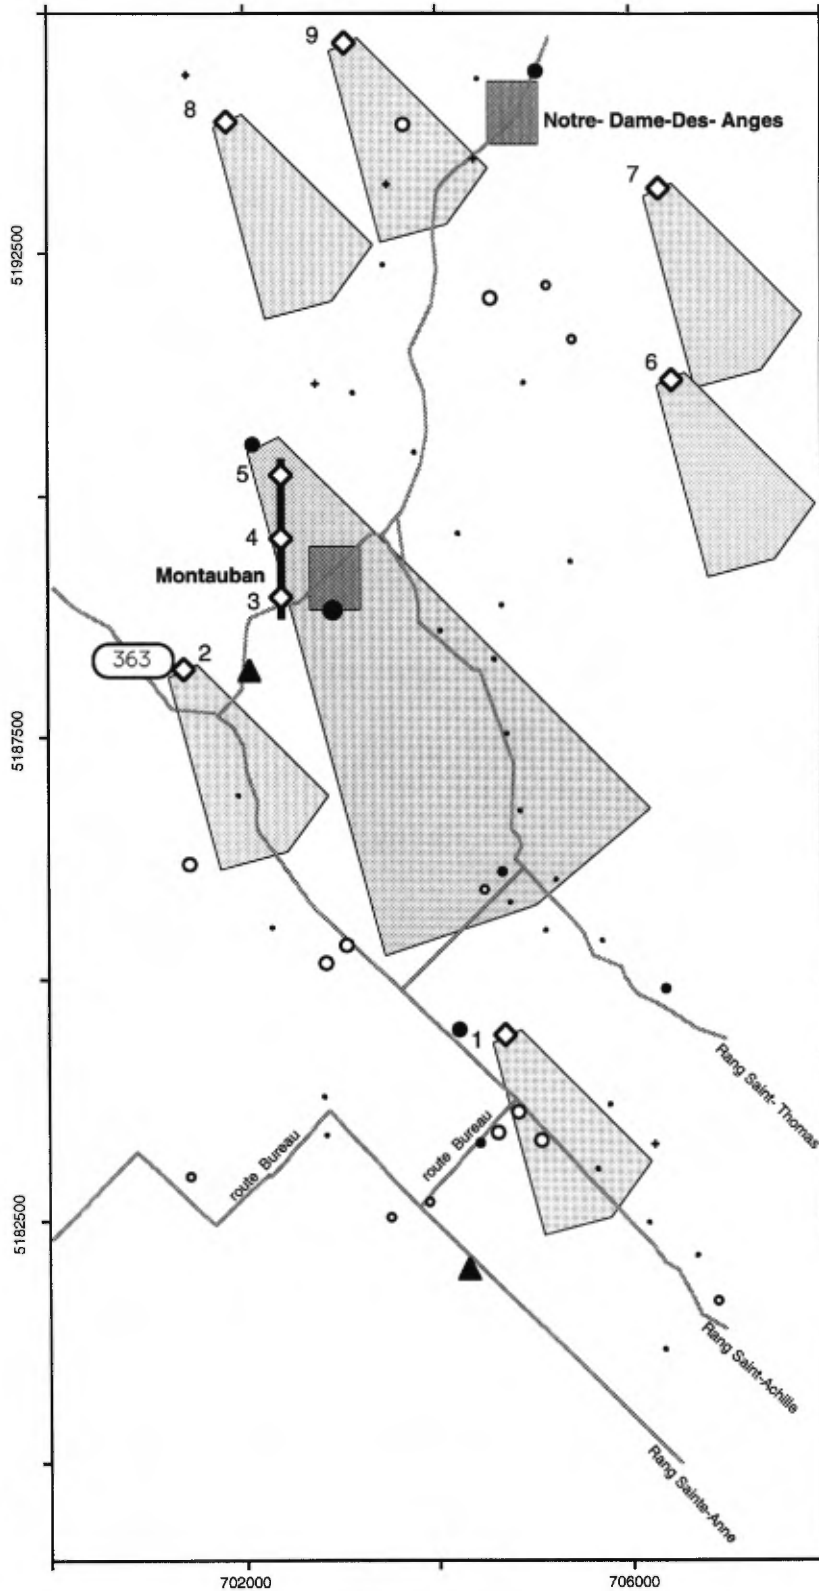 9
8
Notre- Dame-Des- Anges
7
5192500
6
5
4
Montauban
3
363
2
5187500
1
Rang Saint- Thomas
route Bureau
route Bureau
5182500
Rang Saint-Achille
Rang Sainte-Anne
702000
706000